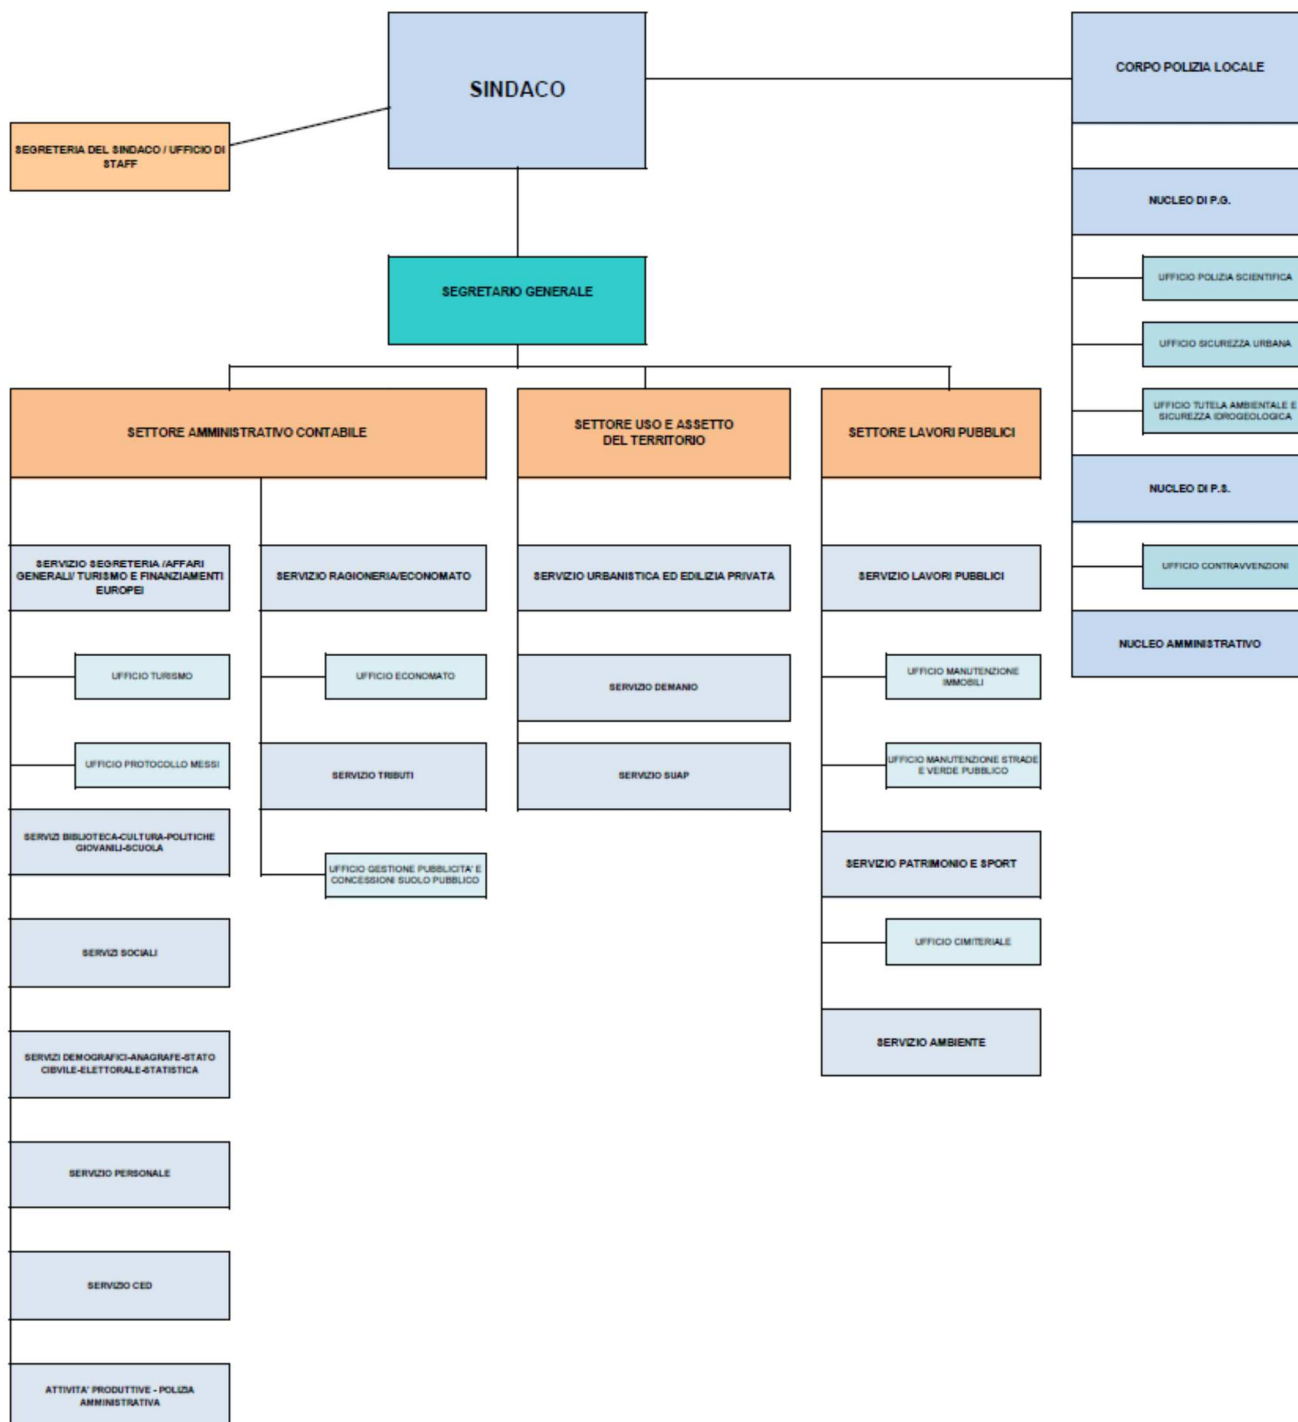 SINDACO
CORPO POLIZIA LOCALE
SEGRETERIA DEL SINDACO / UFFICIO DI
STAFF
NUCLEO DI P.G.
SEGRETARIO GENERALE
UFFICIO POLIZIA SCIENTIFICA
UFFICIO SICUREZZA URBANA
UFFICIO TUTELA AMBIENTALE E
SICUREZZA IDROGEOLOGICA
SETTORE AMMINISTRATIVO CONTABILE
SETTORE USO E ASSETTO
DEL TERRITORIO
SETTORE LAVORI PUBBLICI
NUCLEO DI P.S.
UFFICIO CONTRAVVENZIONI
NUCLEO AMMINISTRATIVO
SERVIZIO SEGRETERIA /AFFARI
GENERALI/ TURISMO E FINANZIAMENTI
EUROPEI
UFFICIO TURISMO
UFFICIO PROTOCOLLO MESSI
SERVIZI BIBLIOTECA-CULTURA-POLITICHE
GIOVANILI-SCUOLA
SERVIZI SOCIALI
SERVIZI DEMOGRAFICI-ANAGRAFE-STATO
CIBVILE-ELETTORALE-STATISTICA
SERVIZIO PERSONALE
SERVIZIO CED
ATTIVITA' PRODUTTIVE - POLIZIA
AMMINISTRATIVA
SERVIZIO RAGIONERIA/ECONOMATO
UFFICIO ECONOMATO
SERVIZIO TRIBUTI
UFFICIO GESTIONE PUBBLICITA' E
CONCESSIONI SUOLO PUBBLICO
SERVIZIO URBANISTICA ED EDILIZIA PRIVATA
SERVIZIO DEMANIO
SERVIZIO SUAP
SERVIZIO LAVORI PUBBLICI
UFFICIO MANUTENZIONE
IMMOBILI
UFFICIO MANUTENZIONE STRADE
E VERDE PUBBLICO
SERVIZIO PATRIMONIO E SPORT
UFFICIO CIMITERIALE
SERVIZIO AMBIENTE